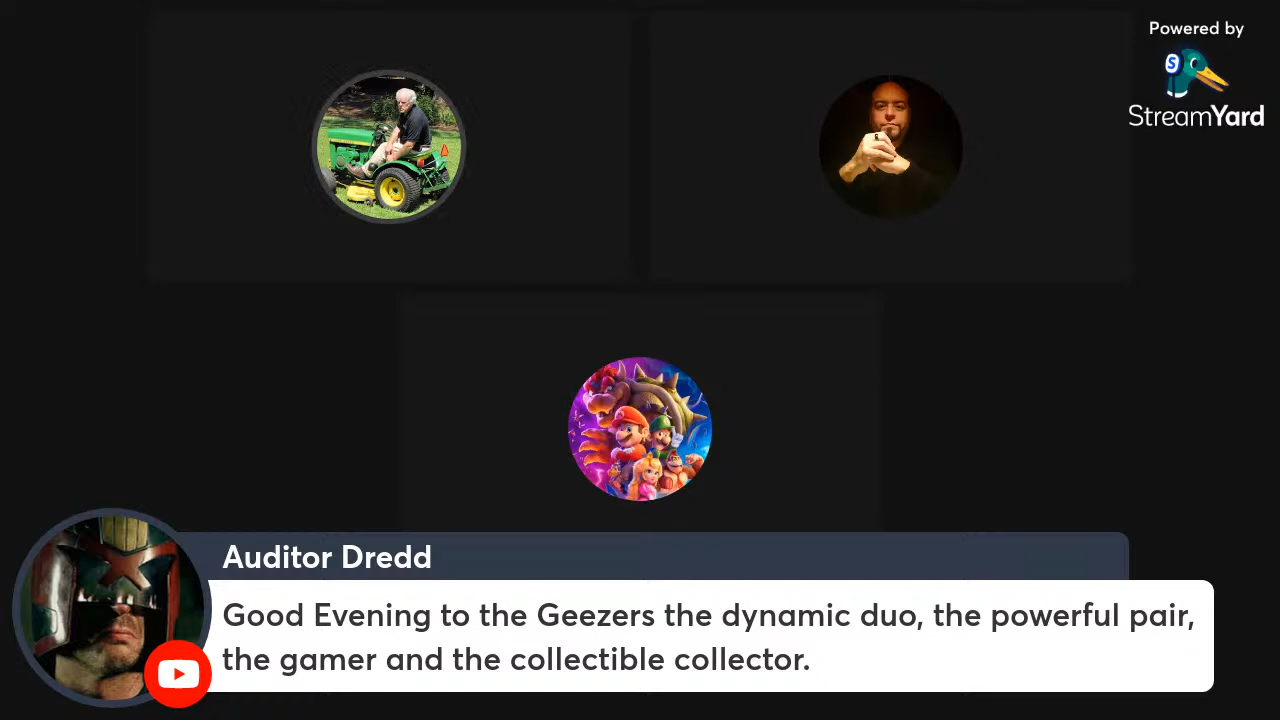 Powered by
S
StreamYard
Auditor Dredd
Good Evening to the Geezers the dynamic duo, the powerful pair,
the gamer and the collectible collector.